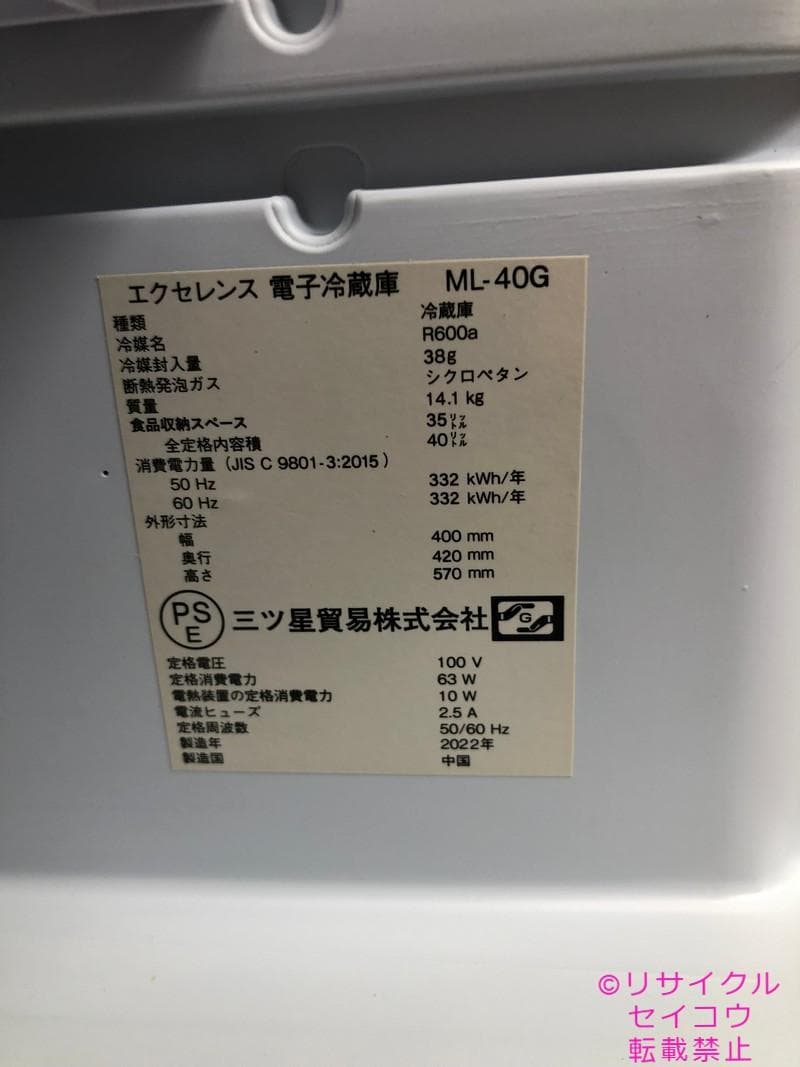 エクセレンス 電子冷蔵庫 ML-40G
種類 冷蔵庫
冷媒名 R600a
冷媒封入量 38g
断熱発泡ガス シクロペタン
質量 14.1 kg
食品収納スペース 35リットル
全定格内容積 40リットル
消費電力量 (JIS C 9801-3:2015)
50 Hz 332 kWh/年
60 Hz 332 kWh/年
外形寸法
幅 400 mm
奥行 420 mm
高さ 570 mm
PSE 三ツ星貿易株式会社 G
定格電圧 100 V
定格消費電力 63 W
電熱装置の定格消費電力 10 W
電流ヒューズ 2.5 A
定格周波数 50/60 Hz
製造年 2022年
製造国 中国
©リサイクル
セイコウ
転載禁止